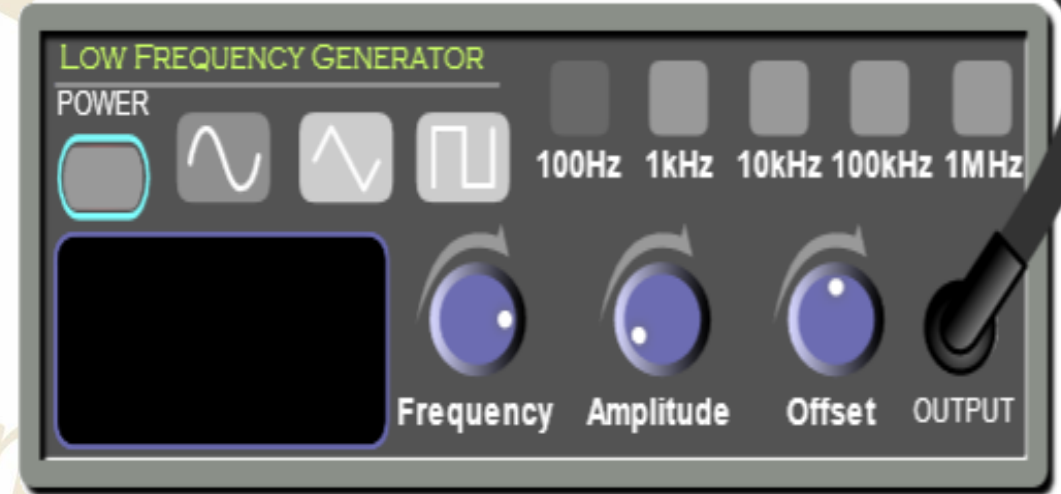 LOW FREQUENCY GENERATOR
POWER
100Hz 1kHz 10kHz 100kHz 1MHz
Frequency Amplitude Offset OUTPUT